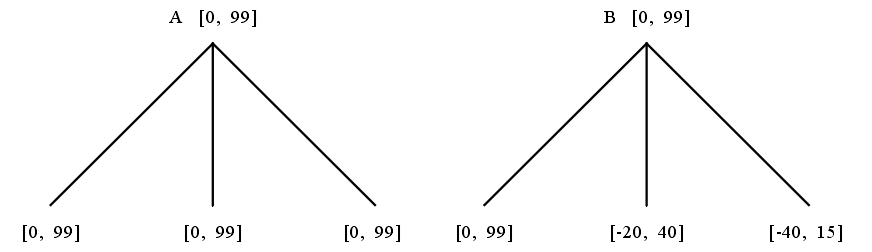 A [0, 99]
B [0, 99]
[0, 99] [0, 99] [0, 99]
[0, 99] [-20, 40] [-40, 15]